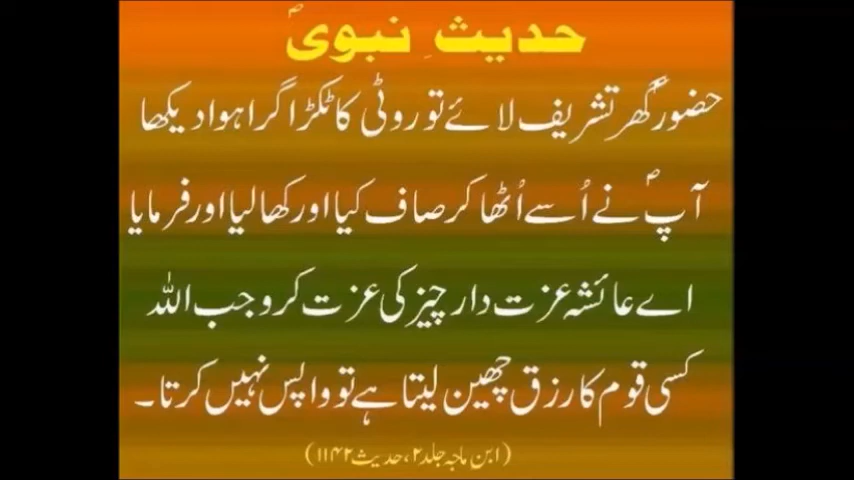 حدیثِ نبویؐ
حضورؐ گھر تشریف لائے تو روٹی کا ٹکڑا گرا ہوا دیکھا
آپؐ نے اُسے اُٹھا کر صاف کیا اور کھا لیا اور فرمایا
اے عائشہ عزت دار چیز کی عزت کرو جب اللہ
کسی قوم کا رزق چھین لیتا ہے تو واپس نہیں کرتا۔
(ابن ماجہ جلد ۲، حدیث ۱۱۴۲)